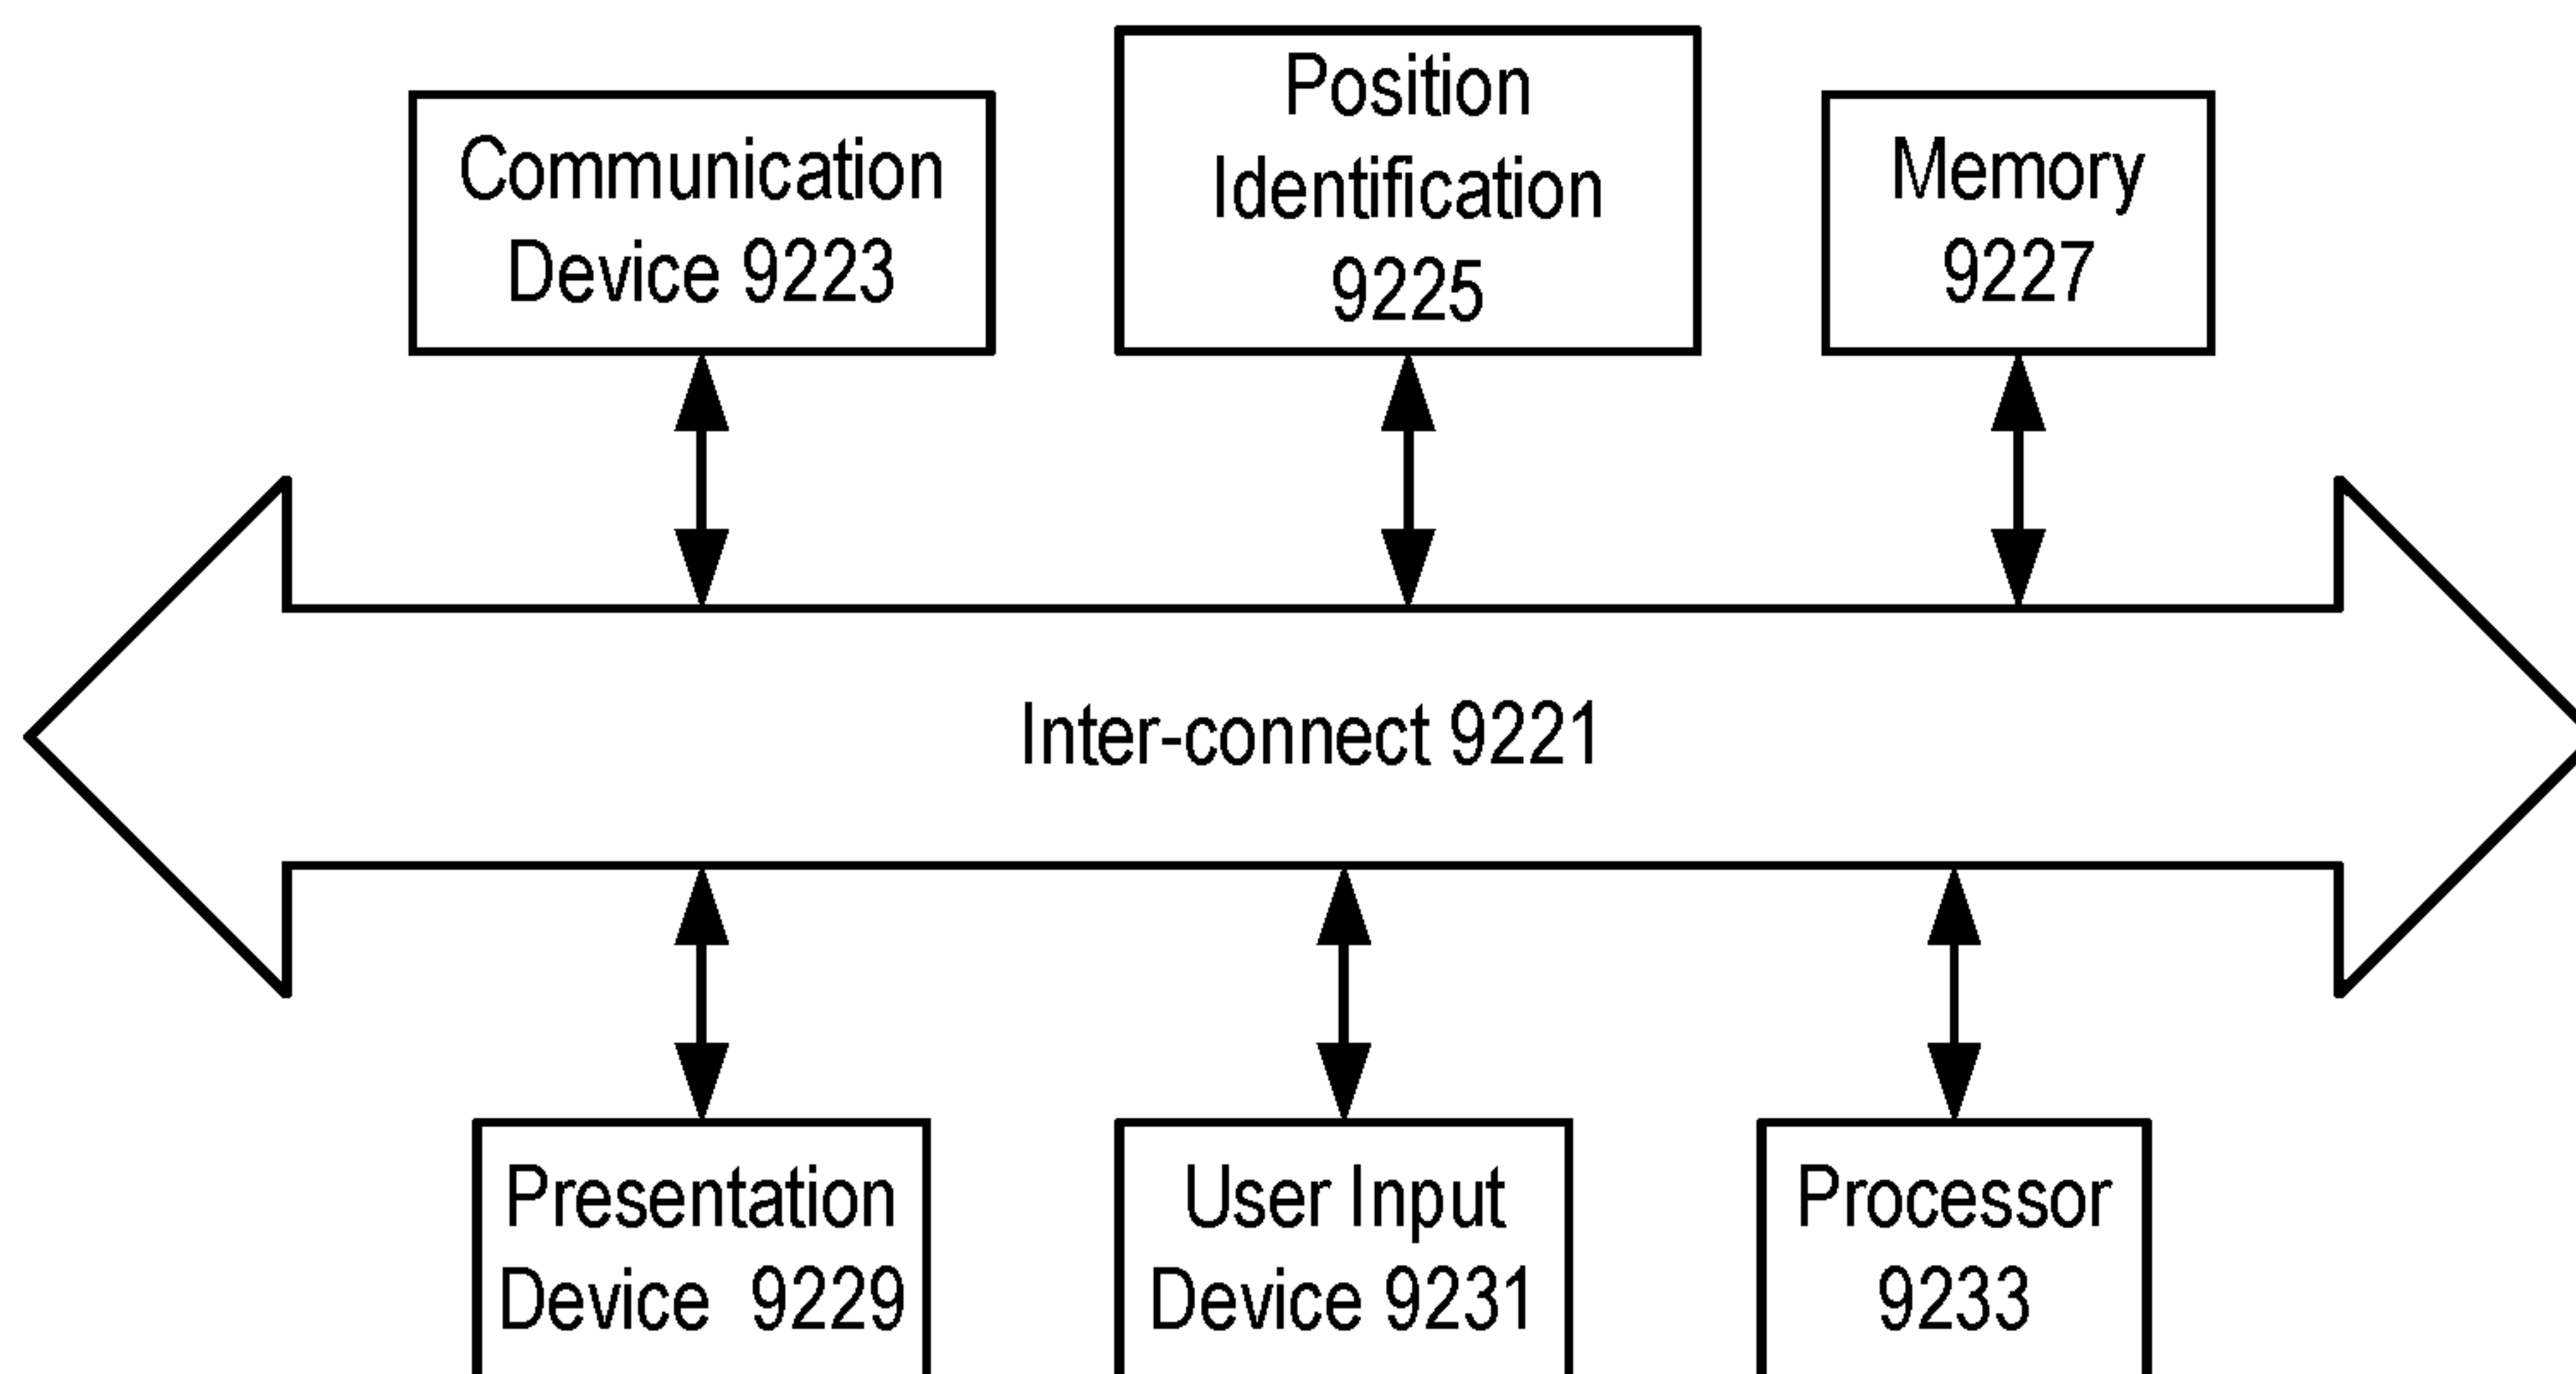 Communication
Device 9223
Position
Identification
9225
Memory
9227
Inter-connect 9221
Presentation
Device  9229
User Input
Device 9231
Processor
9233